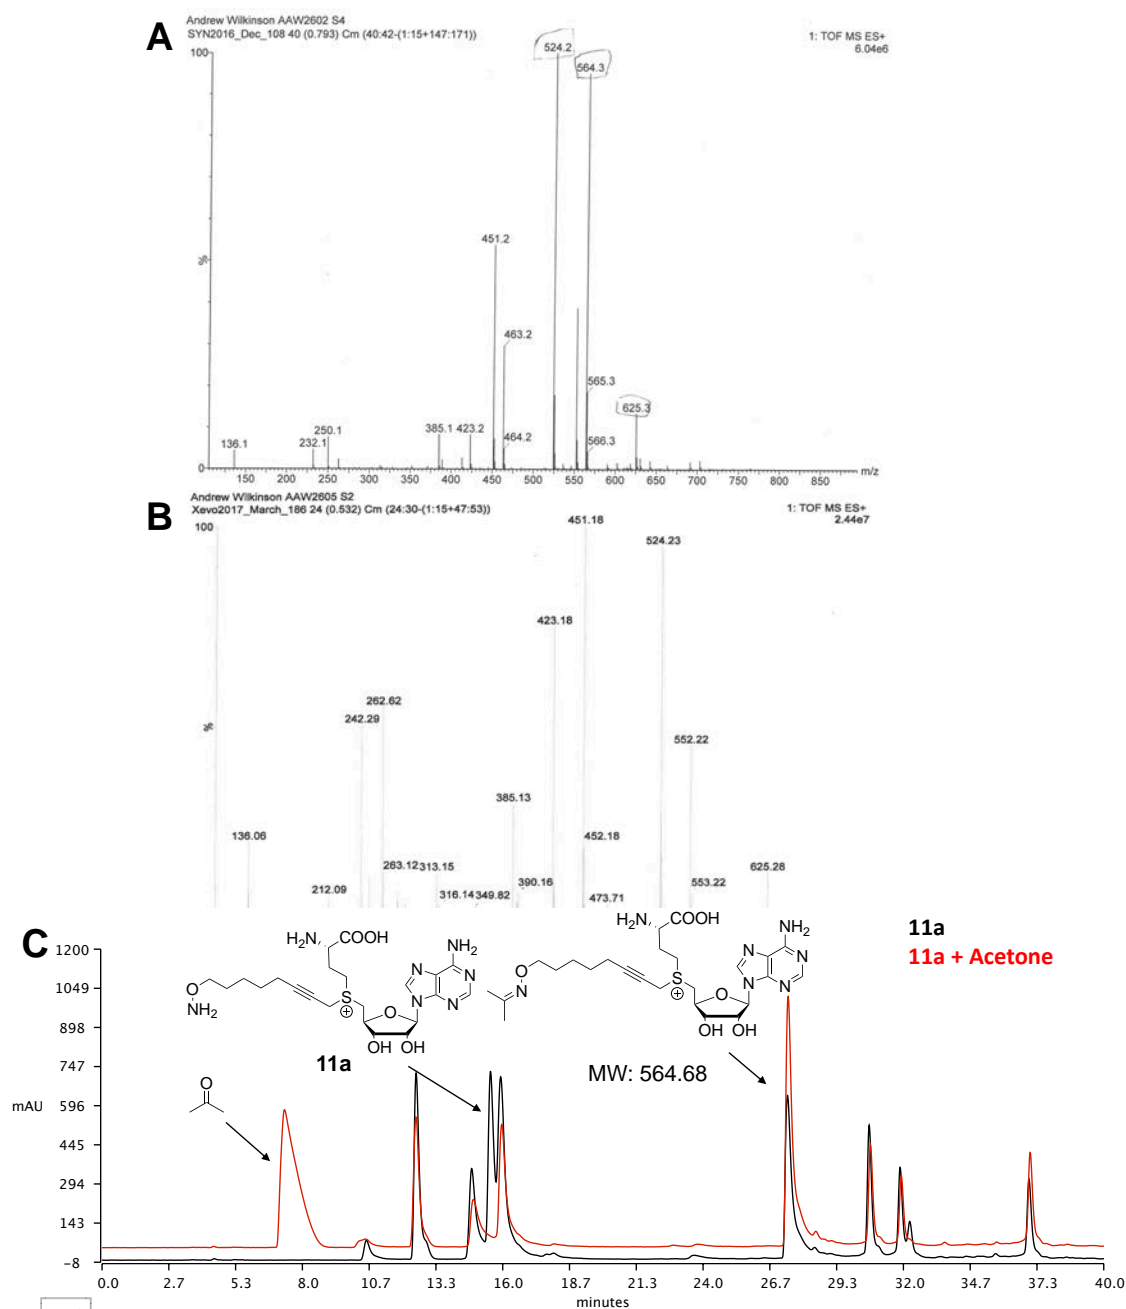 A
Andrew Wilkinson AAW2602 S4
SYN2016_Dec_108 40 (0.793) Cm (40:42-(1:15+147:171))
1: TOF MS ES+
6.04e6
100
%
0
524.2
564.3
451.2
463.2
565.3
625.3
385.1
423.2
464.2
566.3
250.1
232.1
136.1
150 200 250 300 350 400 450 500 550 600 650 700 750 800 850
m/z
B
Andrew Wilkinson AAW2605 S2
Xevo2017_March_186 24 (0.532) Cm (24:30-(1:15+47:53))
1: TOF MS ES+
2.44e7
100
%
451.18
524.23
423.18
262.62
242.29
552.22
385.13
136.06
452.18
263.12
313.15
625.28
212.09
316.14
349.82
390.16
473.71
553.22
C
11a
11a + Acetone
H2N
COOH
NH2
N
N
N
N
O
NH2
S
⊕
O
OH
OH
11a
H2N
COOH
NH2
N
N
N
N
O
N
S
⊕
O
OH
OH
MW: 564.68
O
mAU
1200
1049
898
747
596
445
294
143
-8
0.0 2.7 5.3 8.0 10.7 13.3 16.0 18.7 21.3 24.0 26.7 29.3 32.0 34.7 37.3 40.0
minutes